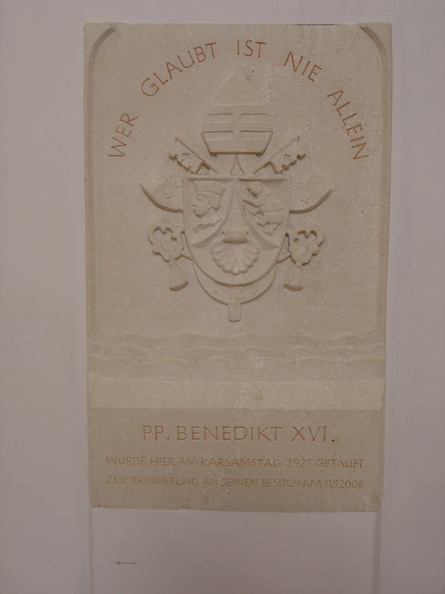 WER GLAUBT IST NIE ALLEIN
PP. BENEDIKT XVI.
WURDE HIER AM KARSAMSTAG 1927 GETAUFT
ZUR ERINNERUNG AN SEINEN BESUCH AM 11.9.2006